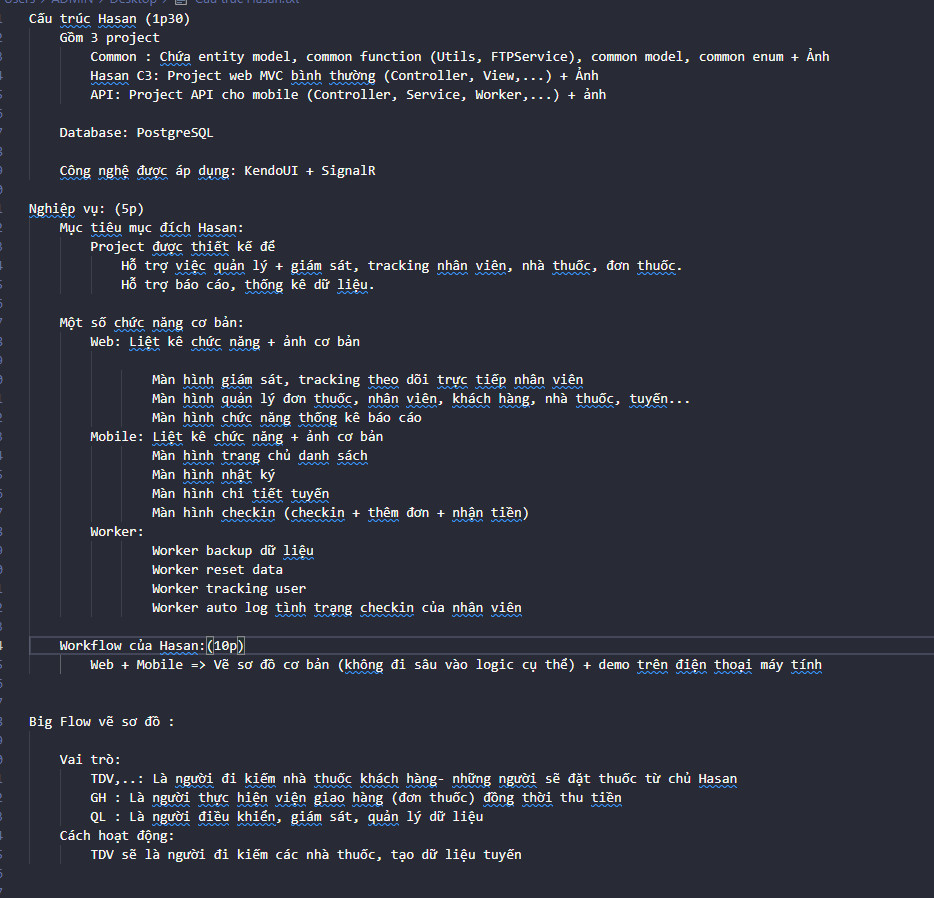 Cấu trúc Hasan.txt
Cấu trúc Hasan (1p30)
Gồm 3 project
Common : Chứa entity model, common function (Utils, FTPService), common model, common enum + Ảnh
Hasan C3: Project web MVC bình thường (Controller, View,...) + Ảnh
API: Project API cho mobile (Controller, Service, Worker,...) + ảnh
Database: PostgreSQL
Công nghệ được áp dụng: KendoUI + SignalR
Nghiệp vụ: (5p)
Mục tiêu mục đích Hasan:
Project được thiết kế để
Hỗ trợ việc quản lý + giám sát, tracking nhân viên, nhà thuốc, đơn thuốc.
Hỗ trợ báo cáo, thống kê dữ liệu.
Một số chức năng cơ bản:
Web: Liệt kê chức năng + ảnh cơ bản
Màn hình giám sát, tracking theo dõi trực tiếp nhân viên
Màn hình quản lý đơn thuốc, nhân viên, khách hàng, nhà thuốc, tuyến...
Màn hình chức năng thống kê báo cáo
Mobile: Liệt kê chức năng + ảnh cơ bản
Màn hình trang chủ danh sách
Màn hình nhật ký
Màn hình chi tiết tuyến
Màn hình checkin (checkin + thêm đơn + nhận tiền)
Worker:
Worker backup dữ liệu
Worker reset data
Worker tracking user
Worker auto log tình trạng checkin của nhân viên
Workflow của Hasan:(10p)
Web + Mobile => Vẽ sơ đồ cơ bản (không đi sâu vào logic cụ thể) + demo trên điện thoại máy tính
Big Flow vẽ sơ đồ :
Vai trò:
TDV,..: Là người đi kiếm nhà thuốc khách hàng- những người sẽ đặt thuốc từ chủ Hasan
GH : Là người thực hiện viện giao hàng (đơn thuốc) đồng thời thu tiền
QL : Là người điều khiển, giám sát, quản lý dữ liệu
Cách hoạt động:
TDV sẽ là người đi kiếm các nhà thuốc, tạo dữ liệu tuyến